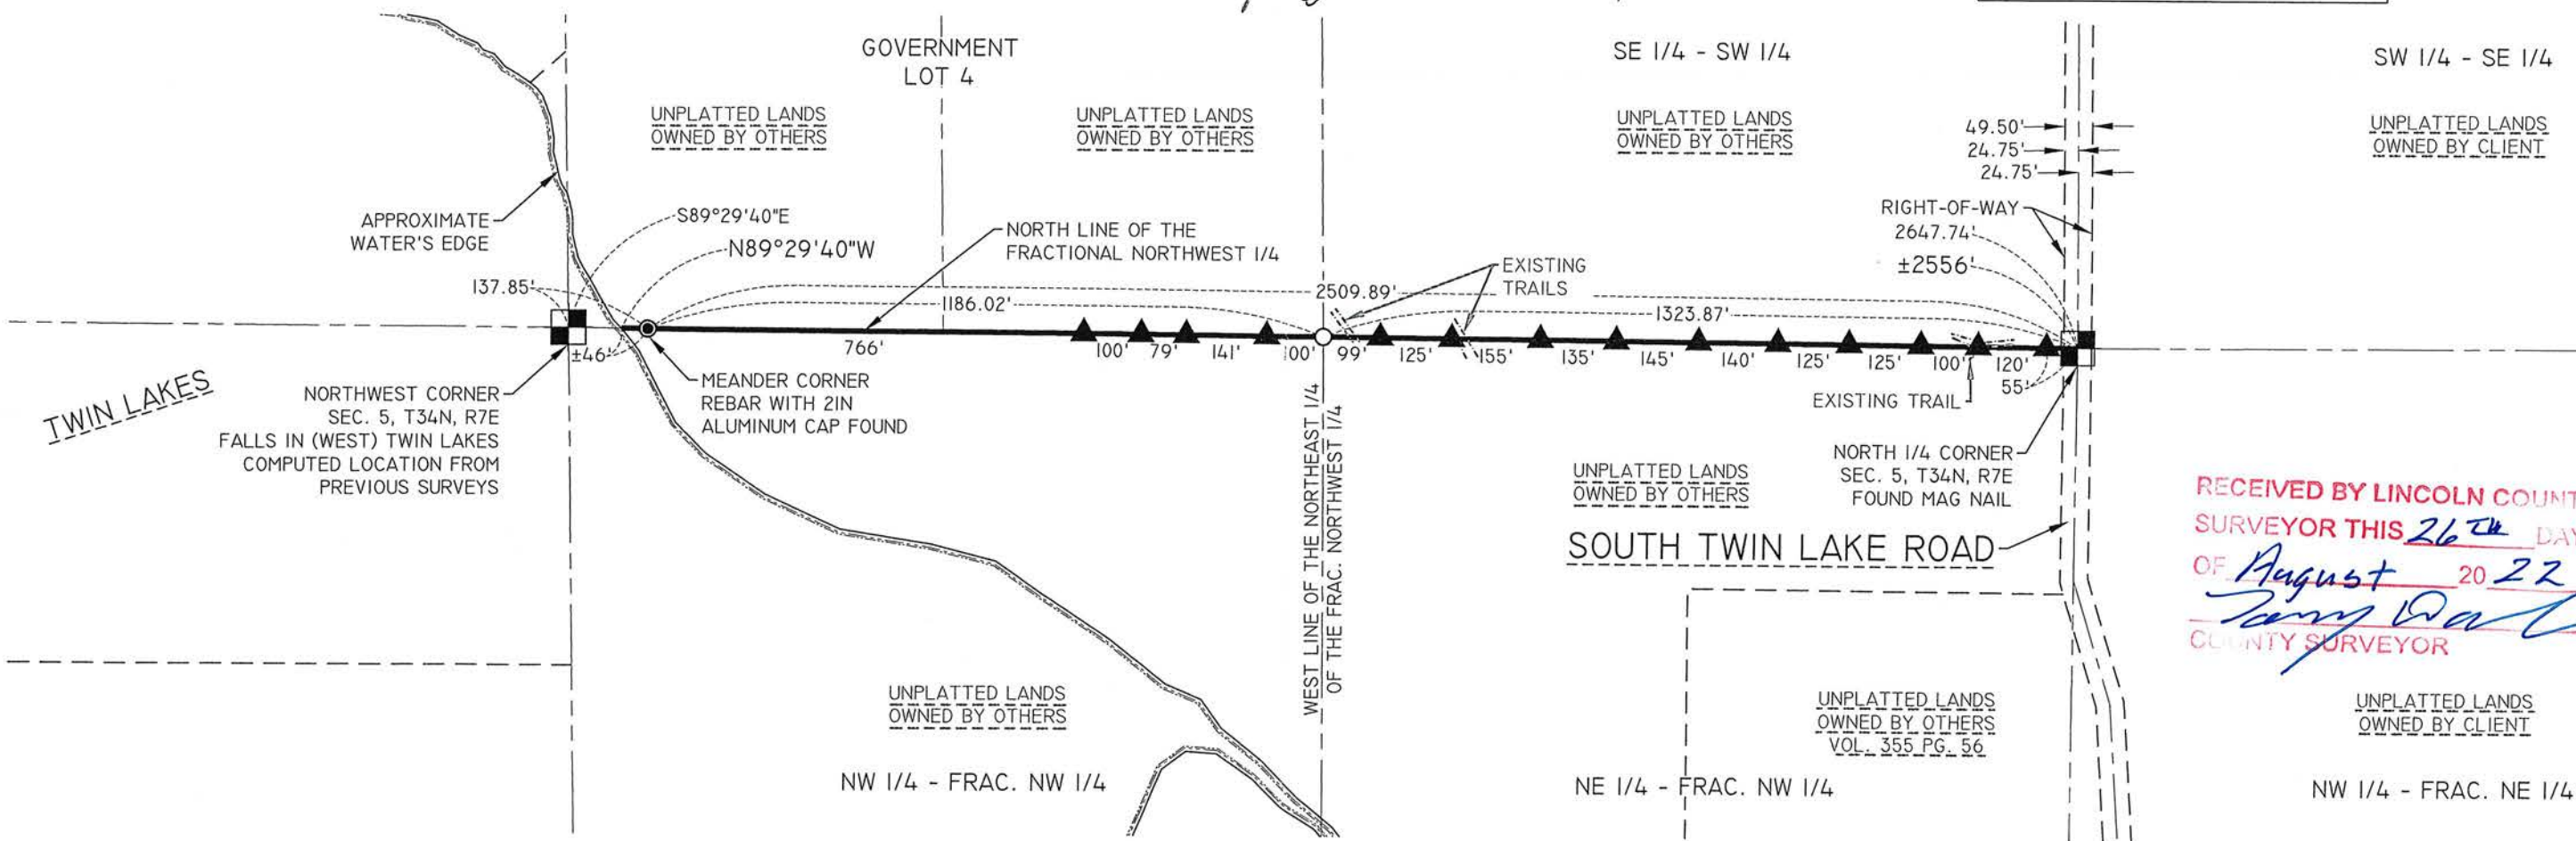 GOVERNMENT
LOT 4
SE 1/4 - SW 1/4
SW 1/4 - SE 1/4
UNPLATTED LANDS
OWNED BY OTHERS
UNPLATTED LANDS
OWNED BY OTHERS
UNPLATTED LANDS
OWNED BY OTHERS
49.50'
24.75'
24.75'
UNPLATTED LANDS
OWNED BY CLIENT
APPROXIMATE
WATER'S EDGE
S89°29'40"E
N89°29'40"W
NORTH LINE OF THE
FRACTIONAL NORTHWEST 1/4
RIGHT-OF-WAY
2647.74'
±2556'
EXISTING
TRAILS
137.85'
1186.02'
2509.89'
1323.87'
±46'
766'
100'
79'
141'
100'
99'
125'
155'
135'
145'
140'
125'
125'
100'
120'
55'
TWIN LAKES
NORTHWEST CORNER
SEC. 5, T34N, R7E
FALLS IN (WEST) TWIN LAKES
COMPUTED LOCATION FROM
PREVIOUS SURVEYS
MEANDER CORNER
REBAR WITH 2IN
ALUMINUM CAP FOUND
WEST LINE OF THE NORTHEAST 1/4
OF THE FRAC. NORTHWEST 1/4
EXISTING TRAIL
NORTH 1/4 CORNER
SEC. 5, T34N, R7E
FOUND MAG NAIL
UNPLATTED LANDS
OWNED BY OTHERS
SOUTH TWIN LAKE ROAD
RECEIVED BY LINCOLN COUNT
SURVEYOR THIS 26TH DAY
OF August 20 22
COUNTY SURVEYOR
UNPLATTED LANDS
OWNED BY OTHERS
UNPLATTED LANDS
OWNED BY OTHERS
VOL. 355 PG. 56
UNPLATTED LANDS
OWNED BY CLIENT
NW 1/4 - FRAC. NW 1/4
NE 1/4 - FRAC. NW 1/4
NW 1/4 - FRAC. NE 1/4